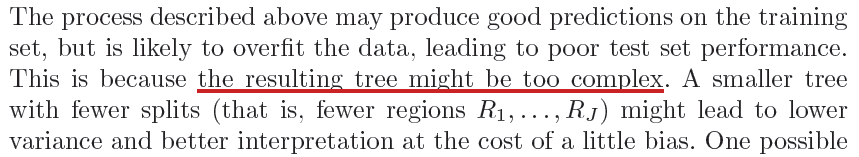 The process described above may produce good predictions on the training
set, but is likely to overfit the data, leading to poor test set performance.
This is because the resulting tree might be too complex. A smaller tree
with fewer splits (that is, fewer regions R₁, . . . , R_J) might lead to lower
variance and better interpretation at the cost of a little bias. One possible